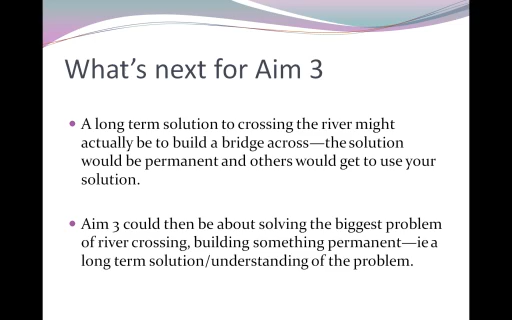 What's next for Aim 3
• A long term solution to crossing the river might
actually be to build a bridge across—the solution
would be permanent and others would get to use your
solution.
• Aim 3 could then be about solving the biggest problem
of river crossing, building something permanent—ie a
long term solution/understanding of the problem.